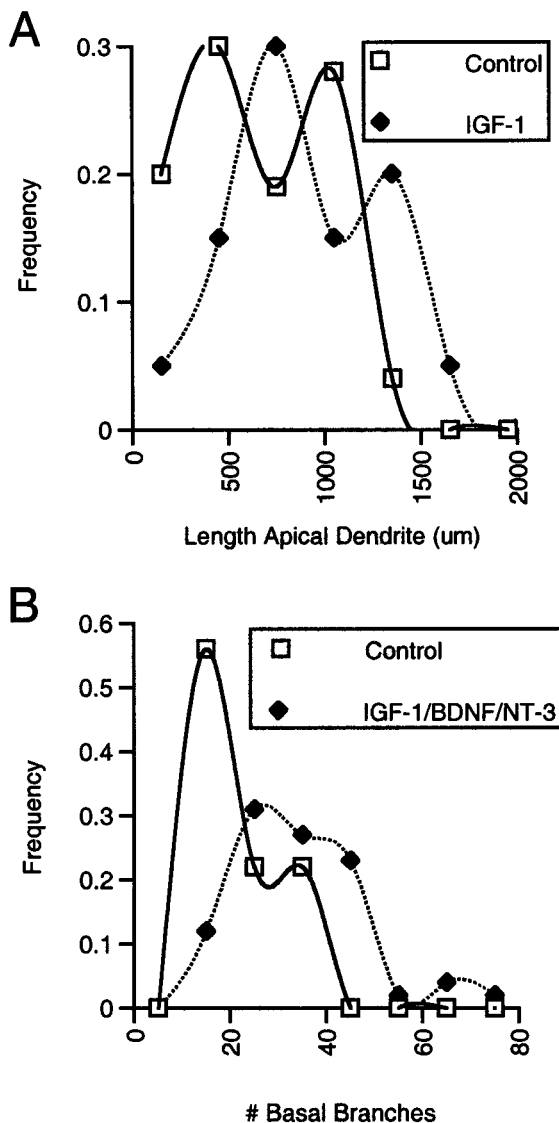 A
0.3
0.2
0.1
0
Frequency
0
500
1000
1500
2000
Length Apical Dendrite (um)
Control
IGF-1
B
0.6
0.5
0.4
0.3
0.2
0.1
0
Frequency
0
20
40
60
80
# Basal Branches
Control
IGF-1/BDNF/NT-3